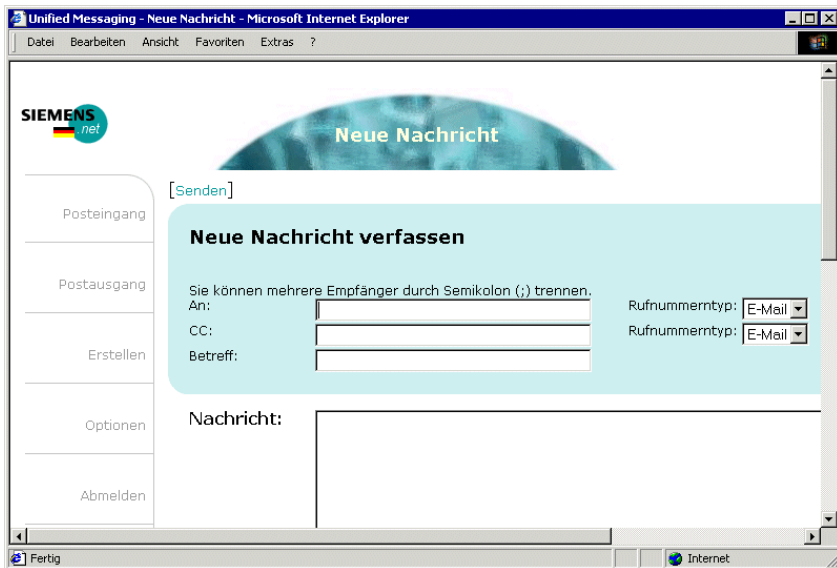 Unified Messaging - Neue Nachricht - Microsoft Internet Explorer
Datei Bearbeiten Ansicht Favoriten Extras ?
SIEMENS
.net
Neue Nachricht
[Senden]
Posteingang
Neue Nachricht verfassen
Postausgang
Sie können mehrere Empfänger durch Semikolon (;) trennen.
An: Rufnummerntyp: E-Mail
CC: Rufnummerntyp: E-Mail
Erstellen
Betreff:
Nachricht:
Optionen
Abmelden
Fertig Internet